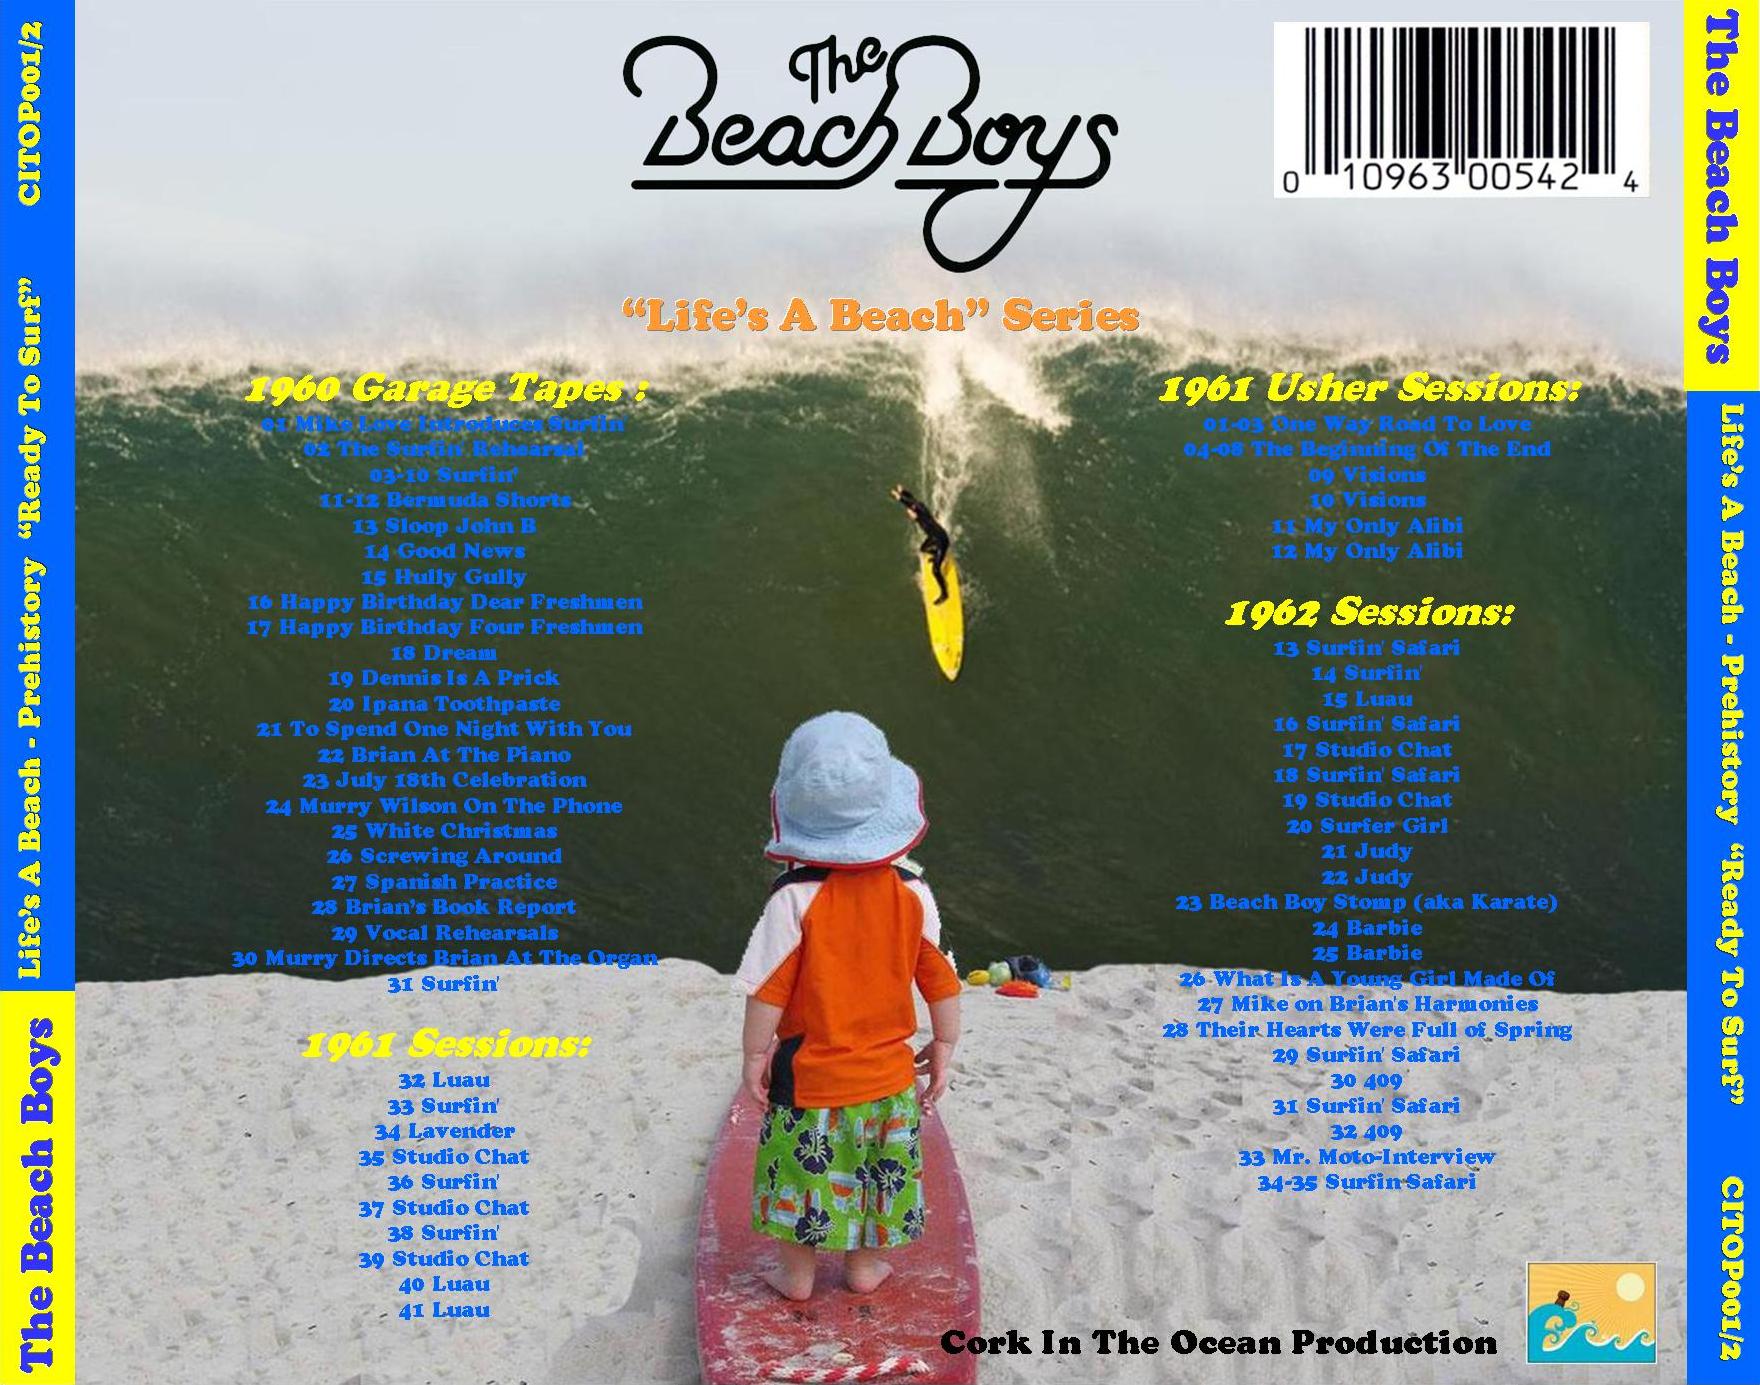 The Beach Boys
0 10963 00542 4
“Life’s A Beach” Series
1960 Garage Tapes :
01 Mike Love Introduces Surfin'
02 The Surfin' Rehearsal
03-10 Surfin'
11-12 Bermuda Shorts
13 Sloop John B
14 Good News
15 Hully Gully
16 Happy Birthday Dear Freshmen
17 Happy Birthday Four Freshmen
18 Dream
19 Dennis Is A Prick
20 Ipana Toothpaste
21 To Spend One Night With You
22 Brian At The Piano
23 July 18th Celebration
24 Murry Wilson On The Phone
25 White Christmas
26 Screwing Around
27 Spanish Practice
28 Brian’s Book Report
29 Vocal Rehearsals
30 Murry Directs Brian At The Organ
31 Surfin'
1961 Sessions:
32 Luau
33 Surfin'
34 Lavender
35 Studio Chat
36 Surfin'
37 Studio Chat
38 Surfin'
39 Studio Chat
40 Luau
41 Luau
1961 Usher Sessions:
01-03 One Way Road To Love
04-08 The Beginning Of The End
09 Visions
10 Visions
11 My Only Alibi
12 My Only Alibi
1962 Sessions:
13 Surfin' Safari
14 Surfin'
15 Luau
16 Surfin' Safari
17 Studio Chat
18 Surfin' Safari
19 Studio Chat
20 Surfer Girl
21 Judy
22 Judy
23 Beach Boy Stomp (aka Karate)
24 Barbie
25 Barbie
26 What Is A Young Girl Made Of
27 Mike on Brian's Harmonies
28 Their Hearts Were Full of Spring
29 Surfin' Safari
30 409
31 Surfin' Safari
32 409
33 Mr. Moto-Interview
34-35 Surfin Safari
Cork In The Ocean Production
The Beach Boys Life’s A Beach - Prehistory “Ready To Surf” CITOP001/2
The Beach Boys Life’s A Beach - Prehistory “Ready To Surf” CITOP001/2